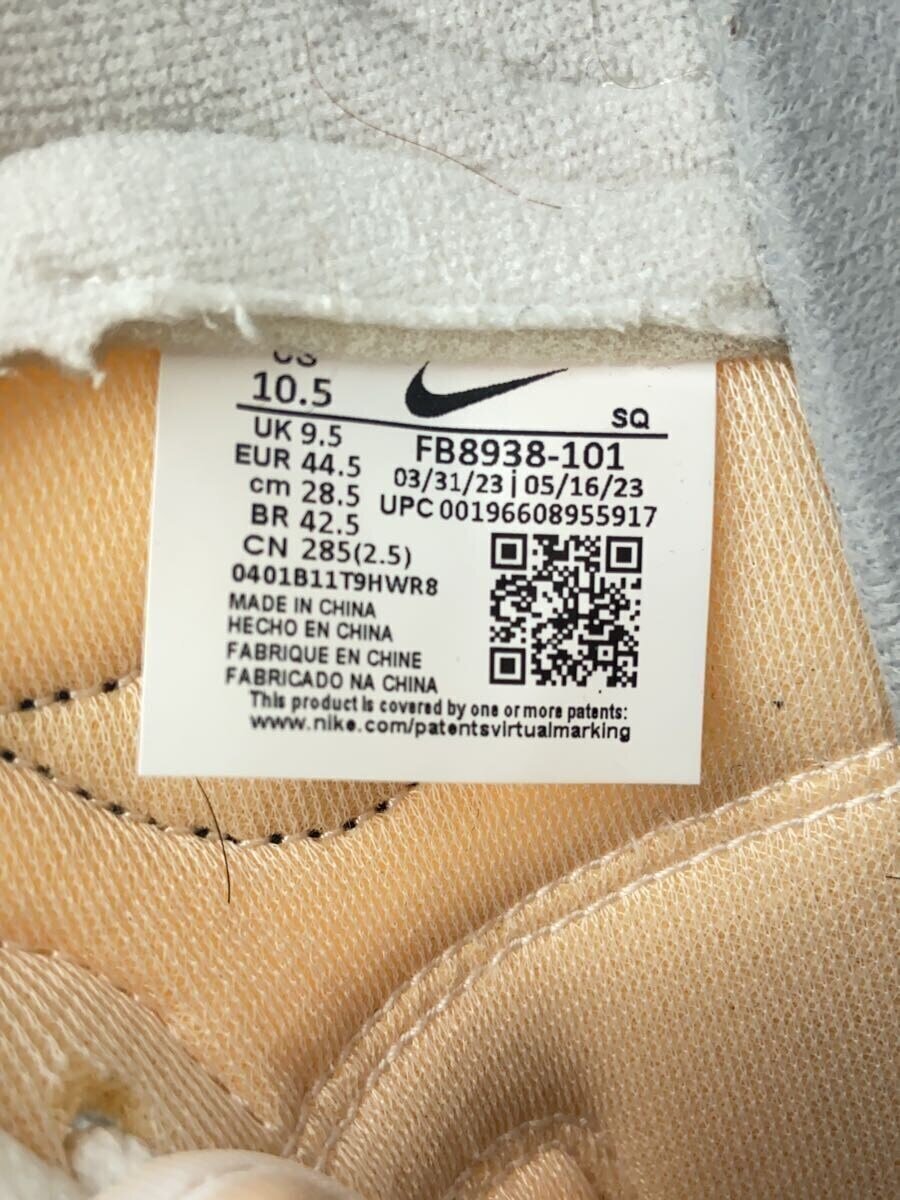 US
10.5
SQ
UK 9.5
EUR 44.5
cm 28.5
BR 42.5
CN 285(2.5)
0401B11T9HWR8
FB8938-101
03/31/23 | 05/16/23
UPC 00196608955917
MADE IN CHINA
HECHO EN CHINA
FABRIQUE EN CHINE
FABRICADO NA CHINA
This product is covered by one or more patents:
www.nike.com/patentsvirtualmarking